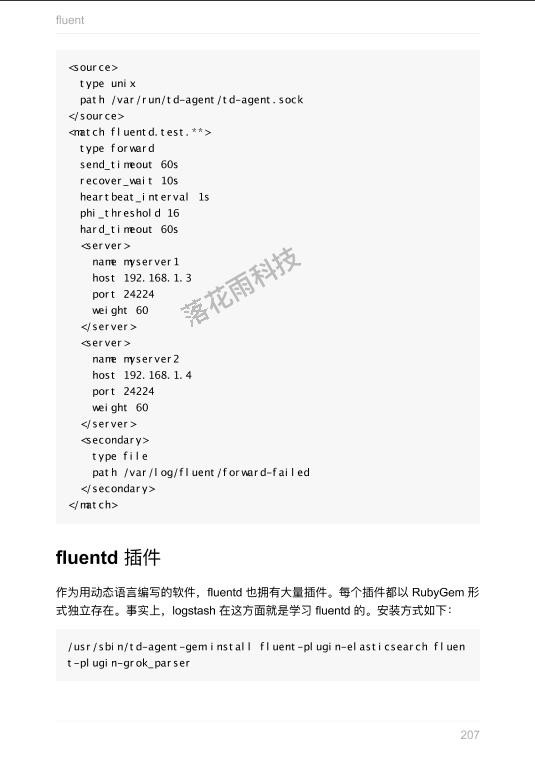 fluent
<source>
  type unix
  path /var/run/td-agent/td-agent.sock
</source>
<match fluentd.test.**>
  type forward
  send_timeout 60s
  recover_wait 10s
  heartbeat_interval 1s
  phi_threshold 16
  hard_timeout 60s
  <server>
    name myserver1
    host 192.168.1.3
    port 24224
    weight 60
  </server>
  <server>
    name myserver2
    host 192.168.1.4
    port 24224
    weight 60
  </server>
  <secondary>
    type file
    path /var/log/fluent/forward-failed
  </secondary>
</match>
落花雨科技
fluentd 插件
作为用动态语言编写的软件，fluentd 也拥有大量插件。每个插件都以 RubyGem 形
式独立存在。事实上，logstash 在这方面就是学习 fluentd 的。安装方式如下：
/usr/sbin/td-agent-gem install fluent-plugin-elasticsearch fluen
t-plugin-grok_parser
207